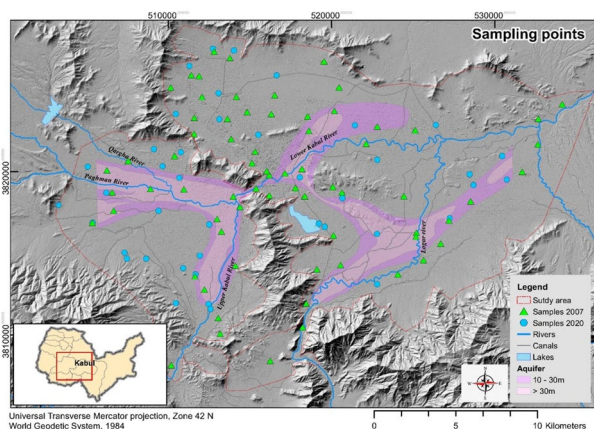 510000 520000 530000
Sampling points
3820000
3810000
Qargha River
Paghman River
Lower Kabul River
Upper Kabul River
Logar river
Legend
Sutdy area
Samples 2007
Samples 2020
Rivers
Canals
Lakes
Aquifer
10 - 30m
> 30m
Kabul
N
W E
S
Universal Transverse Mercator projection, Zone 42 N
World Geodetic System, 1984
0 5 10 Kilometers